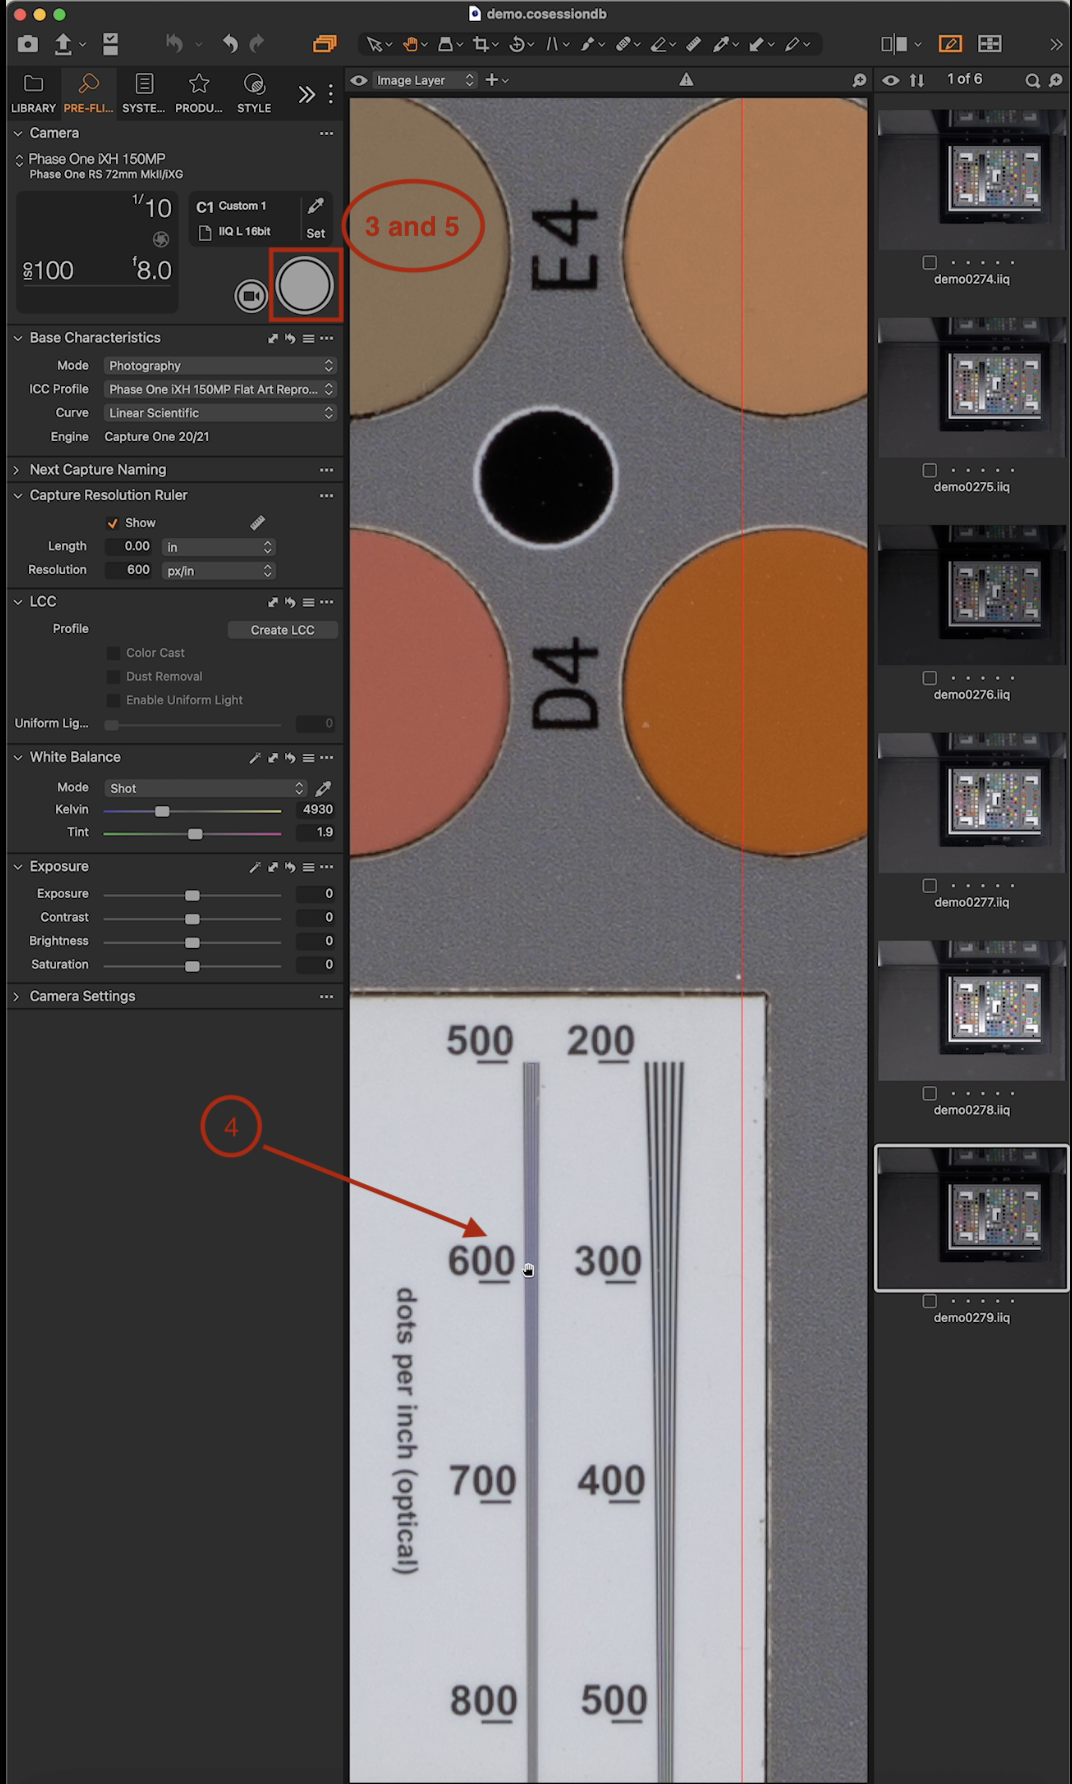 demo.cosessiondb
LIBRARY
PRE-FLI...
SYSTE...
PRODU...
STYLE
Image Layer
1 of 6
Camera
Phase One iXH 150MP
Phase One RS 72mm MkII/iXG
1/10
ISO100
f8.0
C1 Custom 1
IIQ L 16bit
Set
3 and 5
Base Characteristics
Mode Photography
ICC Profile Phase One iXH 150MP Flat Art Repro...
Curve Linear Scientific
Engine Capture One 20/21
Next Capture Naming
Capture Resolution Ruler
Show
Length 0.00 in
Resolution 600 px/in
LCC
Profile Create LCC
Color Cast
Dust Removal
Enable Uniform Light
Uniform Lig... 0
White Balance
Mode Shot
Kelvin 4930
Tint 1.9
Exposure
Exposure 0
Contrast 0
Brightness 0
Saturation 0
Camera Settings
4
E4
D4
500 200
600 300
700 400
800 500
dots per inch (optical)
demo0274.iiq
demo0275.iiq
demo0276.iiq
demo0277.iiq
demo0278.iiq
demo0279.iiq